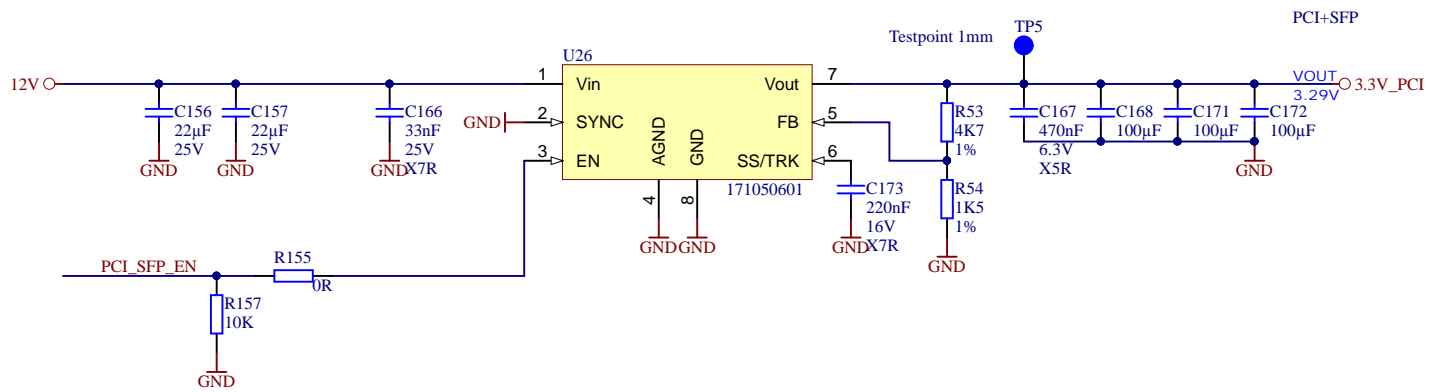 PCI+SFP
TP5
Testpoint 1mm
U26
12V
1
Vin
Vout
7
VOUT
3.29V
3.3V_PCI
C156
22µF
25V
GND
C157
22µF
25V
GND
C166
33nF
25V
X7R
GND
GND
2
SYNC
FB
5
3
EN
AGND
GND
SS/TRK
6
4
8
171050601
GND
GND
R53
4K7
1%
R54
1K5
1%
GND
C173
220nF
16V
X7R
GND
C167
470nF
6.3V
X5R
C168
100µF
C171
100µF
C172
100µF
GND
PCI_SFP_EN
R155
0R
R157
10K
GND